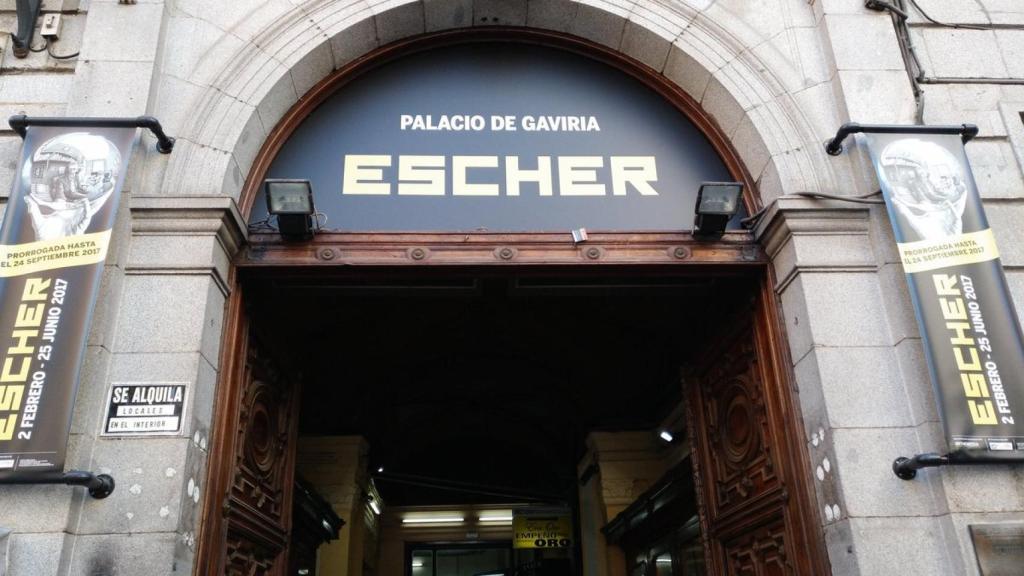 PALACIO DE GAVIRIA
ESCHER
PRORROGADA HASTA
EL 24 SEPTIEMBRE 2017
ESCHER
2 FEBRERO - 25 JUNIO 2017
PRORROGADA HASTA
EL 24 SEPTIEMBRE 2017
ESCHER
2 FEBRERO - 25 JUNIO 2017
SE ALQUILA
LOCALES
EN EL INTERIOR
EMPEÑO
ORO